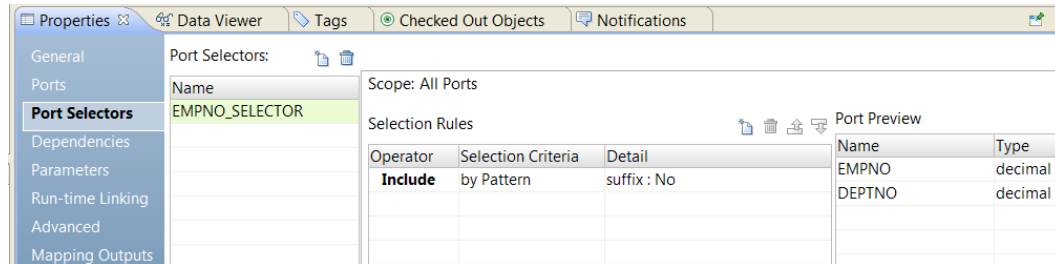 Properties Data Viewer Tags Checked Out Objects Notifications
General
Ports
Port Selectors
Dependencies
Parameters
Run-time Linking
Advanced
Mapping Outputs
Port Selectors:
Name
EMPNO_SELECTOR
Scope: All Ports
Selection Rules
Operator Selection Criteria Detail
Include by Pattern suffix : No
Port Preview
Name Type
EMPNO decimal
DEPTNO decimal